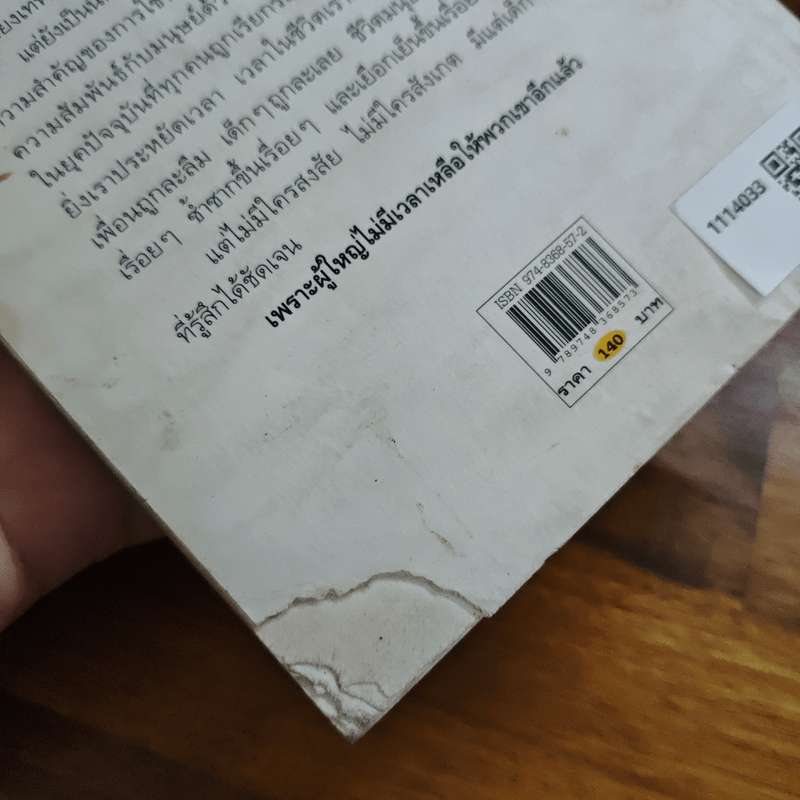 แต่ยังเป็น
ความสำคัญของการใช้
ความสัมพันธ์กับมนุษย์ด้ว
ในยุคปัจจุบันที่ทุกคนถูกเรียก
ยิ่งเราประหยัดเวลา เวลาในชีวิตเรา
เพื่อนถูกละลืม เด็กๆถูกละเลย ชีวิตมนุ
เรื่อยๆ ซ้ำซากขึ้นเรื่อยๆ และเยือกเย็นขึ้นเรื่อย
แต่ไม่มีใครสงสัย ไม่มีใครสังเกต มีแต่เด็ก
ที่รู้สึกได้ชัดเจน
เพราะผู้ใหญ่ไม่มีเวลาเหลือให้พวกเขาอีกแล้ว
1114033
ISBN 974-8368-57-2
9 789748 368573
ราคา 140 บาท